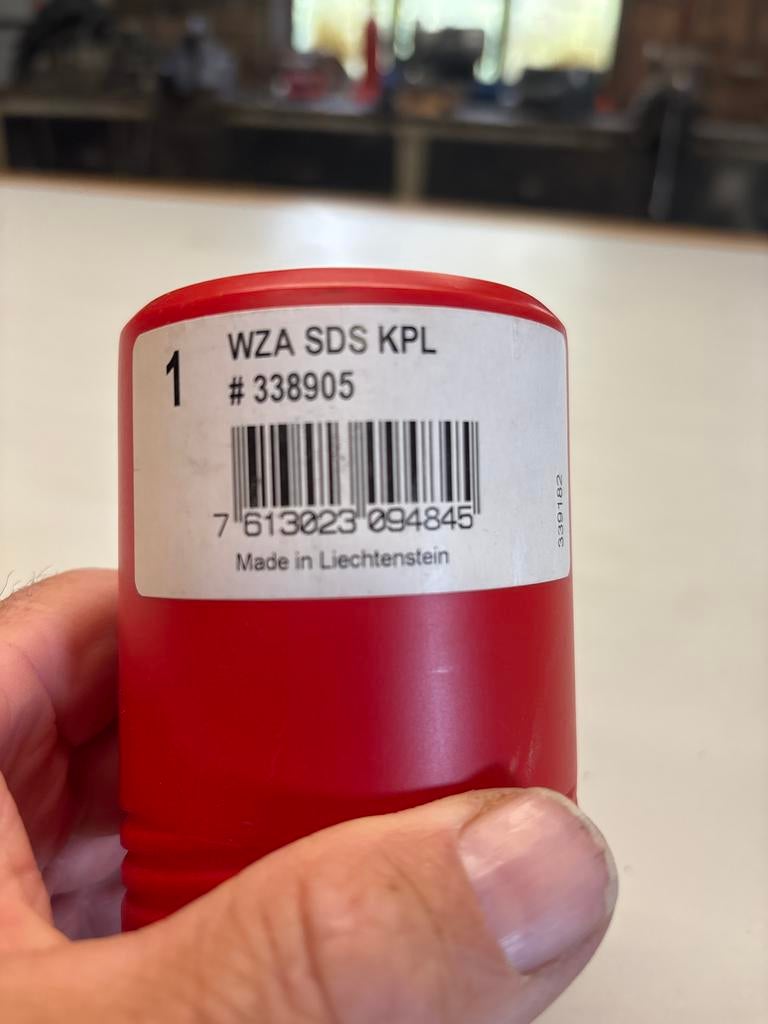 1
WZA SDS KPL
# 338905
7 613023 094845
Made in Liechtenstein
339182